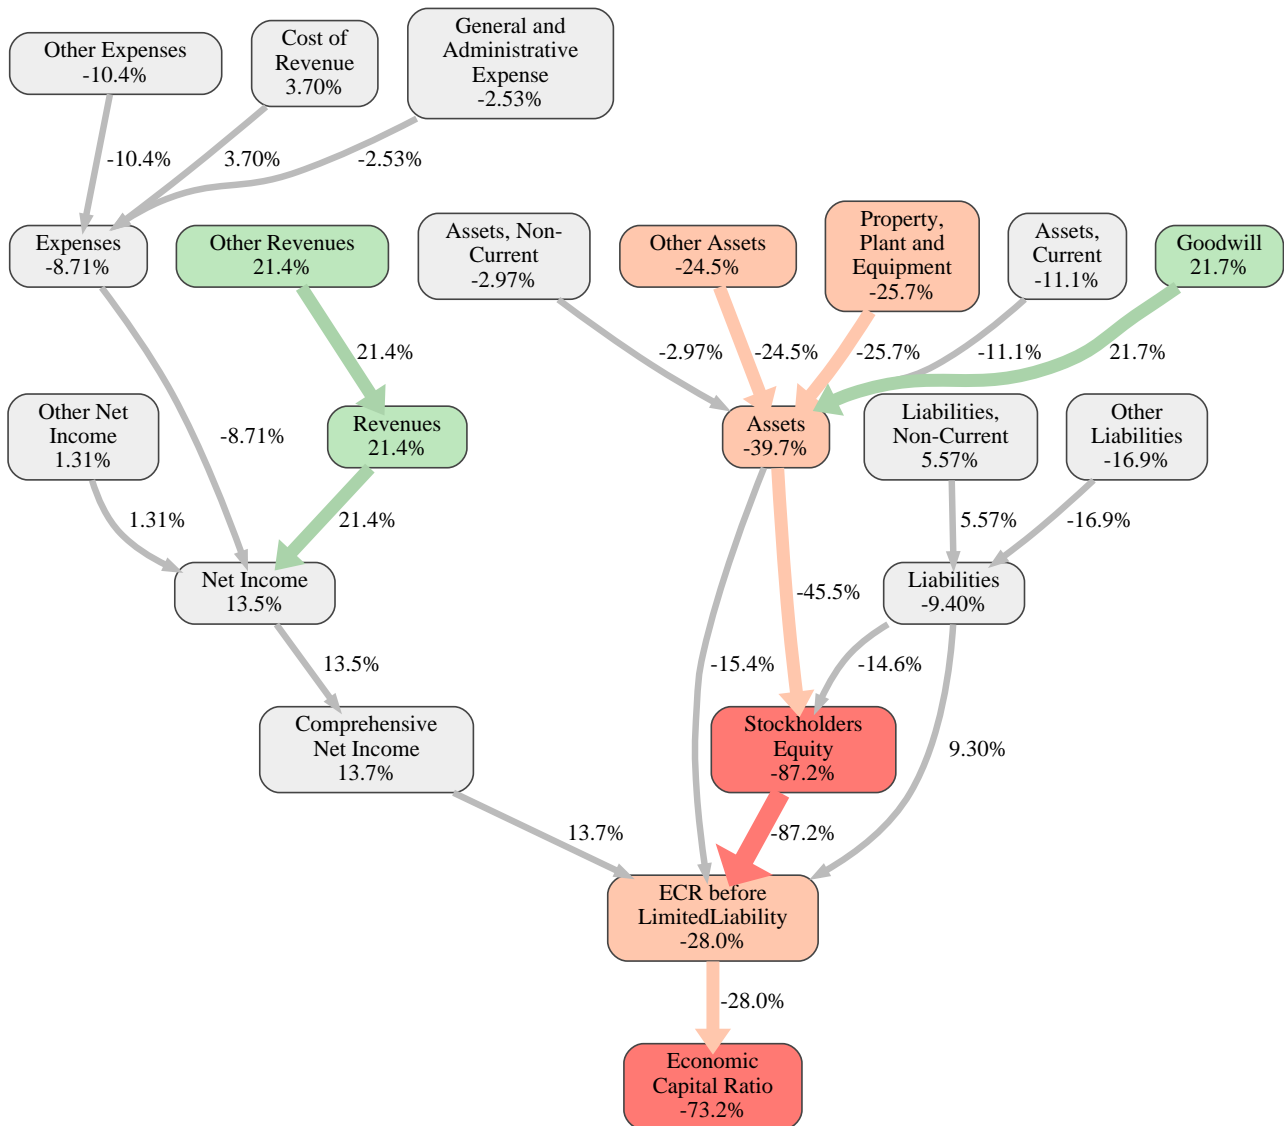 Other Expenses
-10.4%
Cost of
Revenue
3.70%
General and
Administrative
Expense
-2.53%
-10.4%
3.70%
-2.53%
Expenses
-8.71%
Other Revenues
21.4%
Assets, Non-
Current
-2.97%
Other Assets
-24.5%
Property,
Plant and
Equipment
-25.7%
Assets,
Current
-11.1%
Goodwill
21.7%
21.4%
-2.97%
-24.5%
-25.7%
-11.1%
21.7%
Other Net
Income
1.31%
-8.71%
Revenues
21.4%
Assets
-39.7%
Liabilities,
Non-Current
5.57%
Other
Liabilities
-16.9%
1.31%
21.4%
5.57%
-16.9%
Net Income
13.5%
-45.5%
Liabilities
-9.40%
13.5%
-15.4%
-14.6%
Comprehensive
Net Income
13.7%
Stockholders
Equity
-87.2%
9.30%
13.7%
-87.2%
ECR before
LimitedLiability
-28.0%
-28.0%
Economic
Capital Ratio
-73.2%